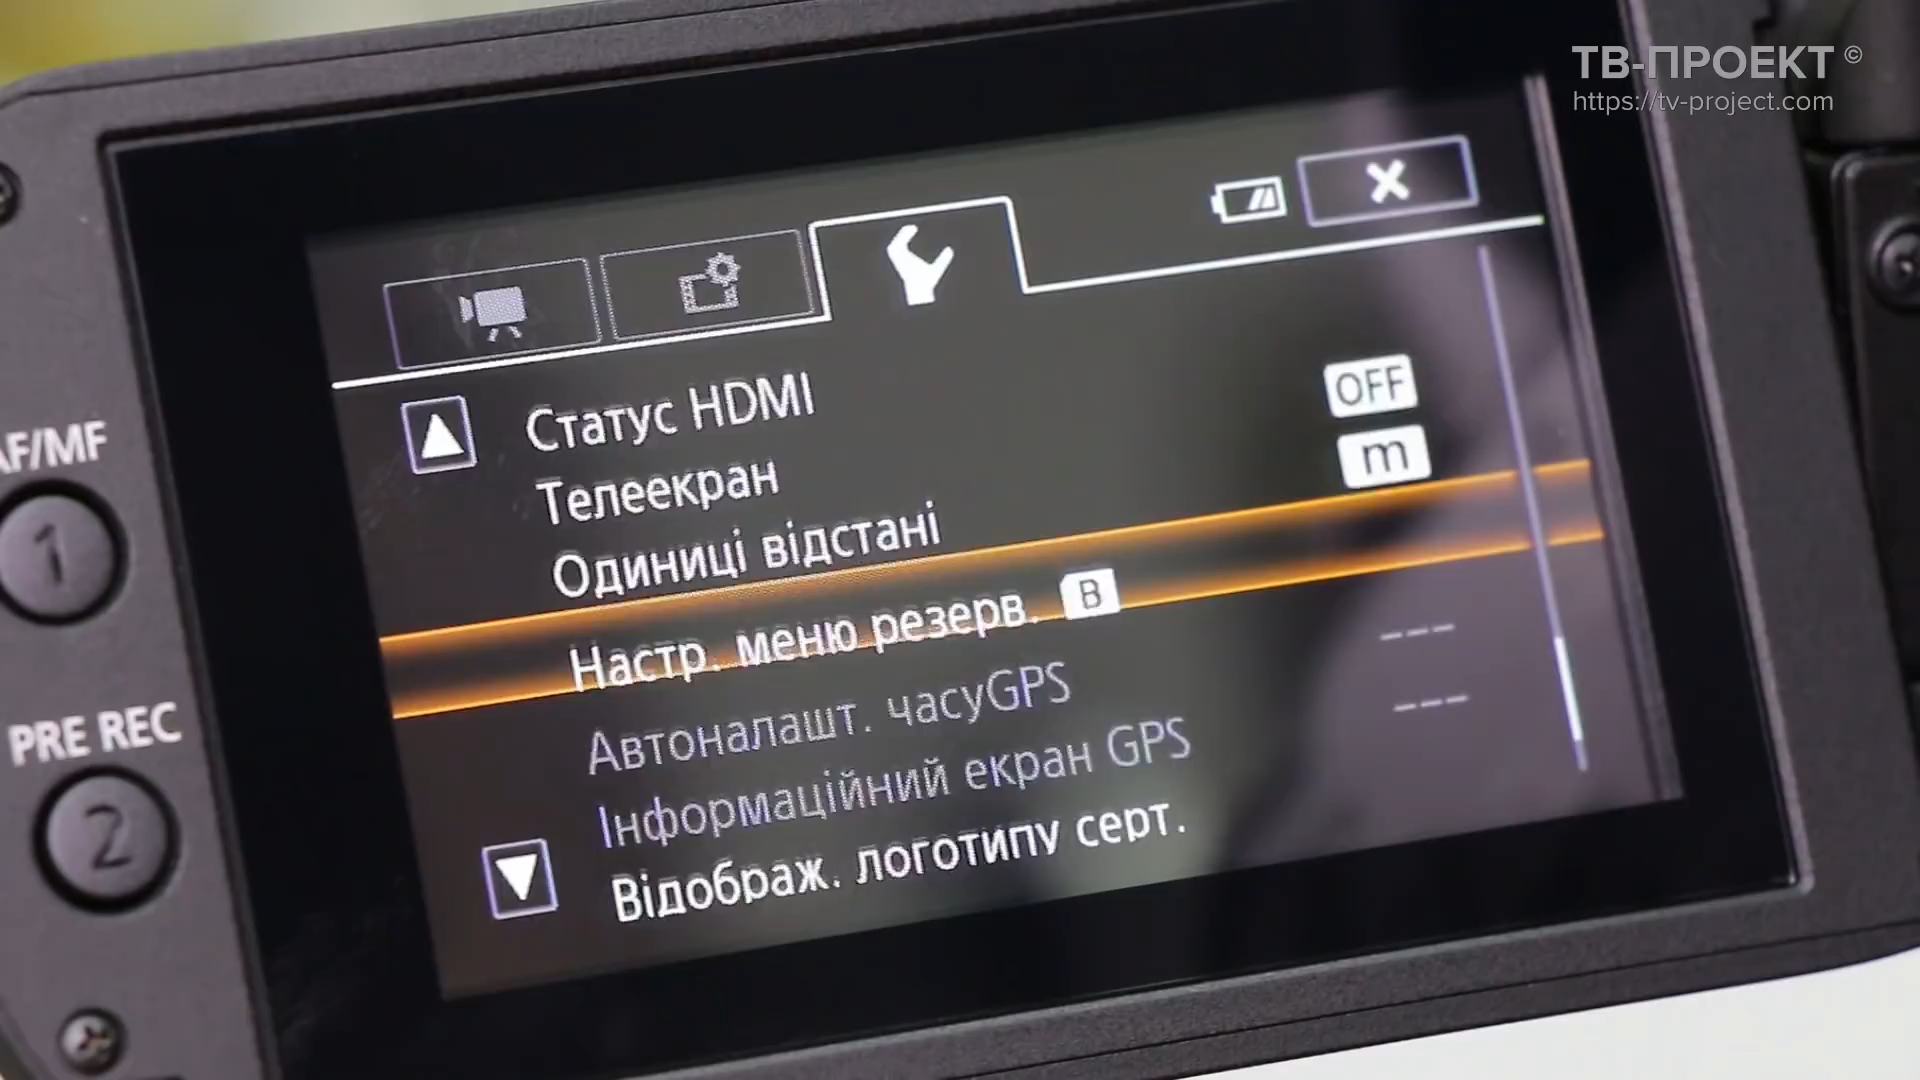 ТВ-ПРОЕКТ ©
https://tv-project.com
AF/MF
1
PRE REC
2
Статус HDMI
Телеекран OFF
Одиниці відстані m
Настр. меню резерв. B
Автоналашт. часуGPS ---
Інформаційний екран GPS ---
Відображ. логотипу серт.